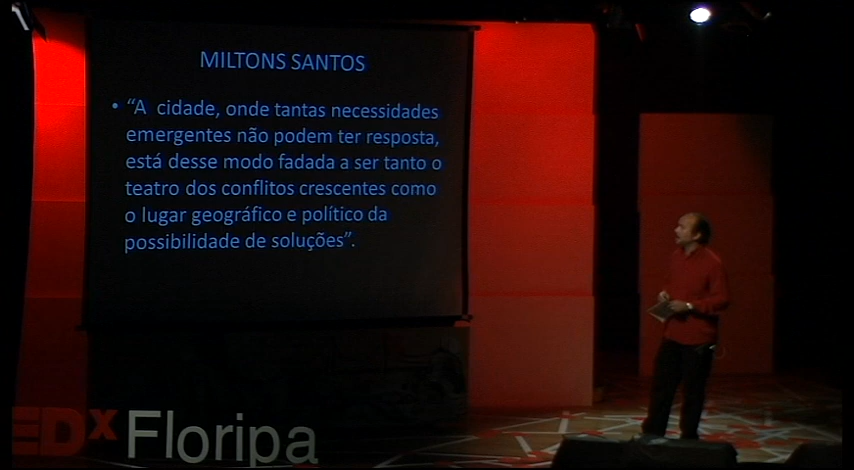 MILTONS SANTOS
• “A cidade, onde tantas necessidades
emergentes não podem ter resposta,
está desse modo fadada a ser tanto o
teatro dos conflitos crescentes como
o lugar geográfico e político da
possibilidade de soluções”.
EDx Floripa